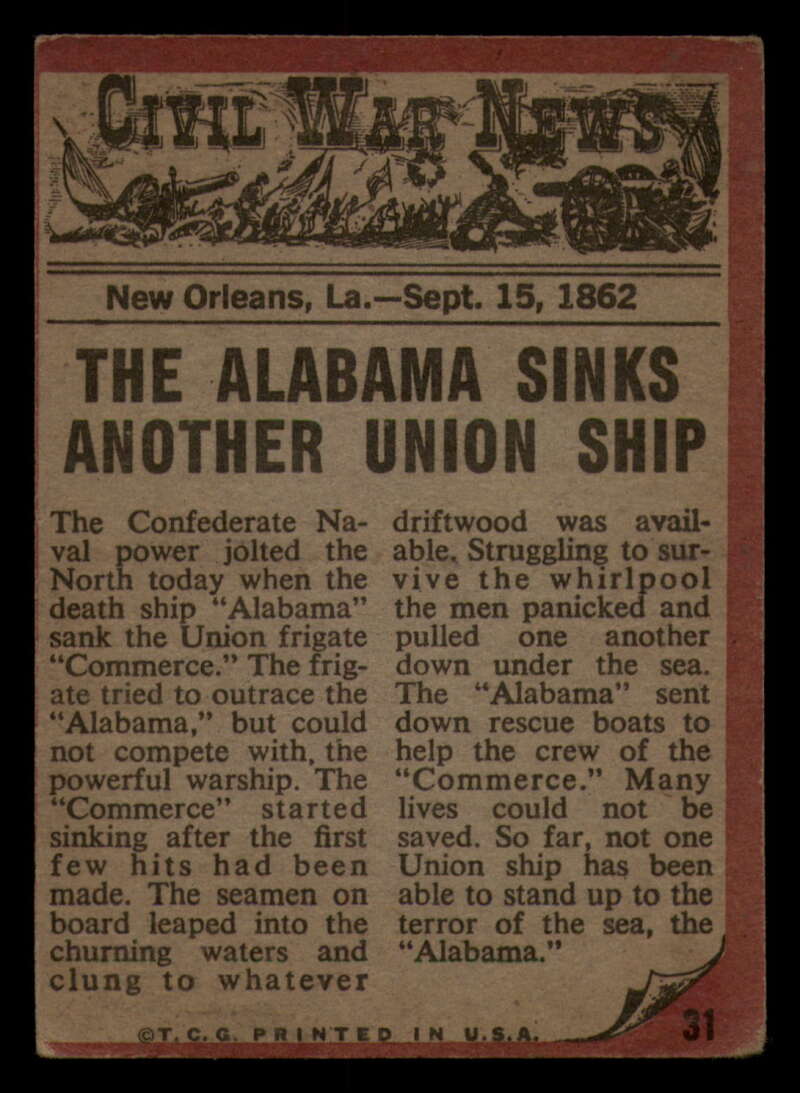 CIVIL WAR NEWS
New Orleans, La.—Sept. 15, 1862
THE ALABAMA SINKS
ANOTHER UNION SHIP
The Confederate Na-
val power jolted the
North today when the
death ship “Alabama”
sank the Union frigate
“Commerce.” The frig-
ate tried to outrace the
“Alabama,” but could
not compete with, the
powerful warship. The
“Commerce” started
sinking after the first
few hits had been
made. The seamen on
board leaped into the
churning waters and
clung to whatever
driftwood was avail-
able. Struggling to sur-
vive the whirlpool
the men panicked and
pulled one another
down under the sea.
The “Alabama” sent
down rescue boats to
help the crew of the
“Commerce.” Many
lives could not be
saved. So far, not one
Union ship has been
able to stand up to the
terror of the sea, the
“Alabama.”
©T.C.G. PRINTED IN U.S.A.
31